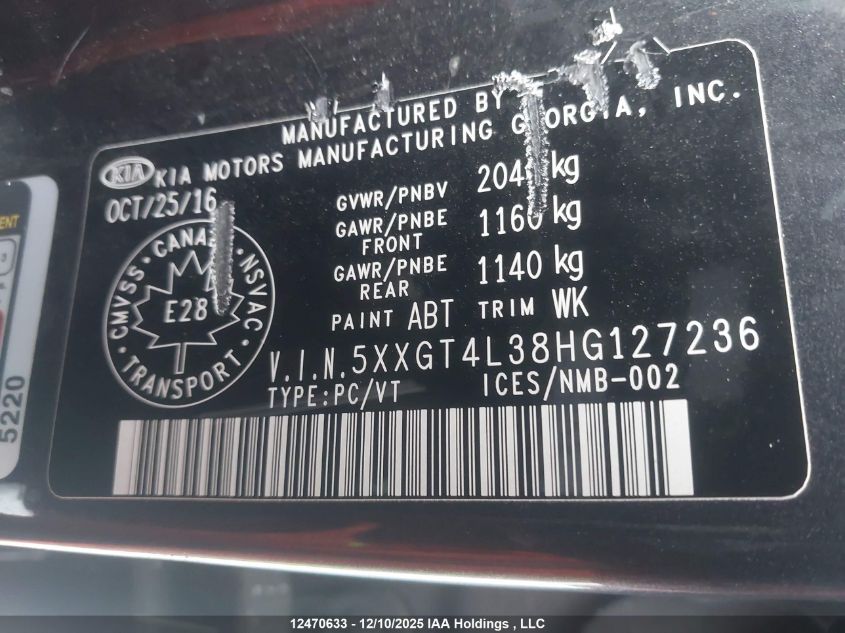 MANUFACTURED BY
KIA KIA MOTORS MANUFACTURING GEORGIA, INC.
OCT/25/16
GVWR/PNBV kg
GAWR/PNBE FRONT 1160 kg
GAWR/PNBE REAR 1140 kg
PAINT ABT TRIM WK
CMVSS · CANADA · NSVAC · TRANSPORT ·
E28
V.I.N.5XXGT4L38HG127236
TYPE:PC/VT ICES/NMB-002
5220
12470633 - 12/10/2025 IAA Holdings , LLC